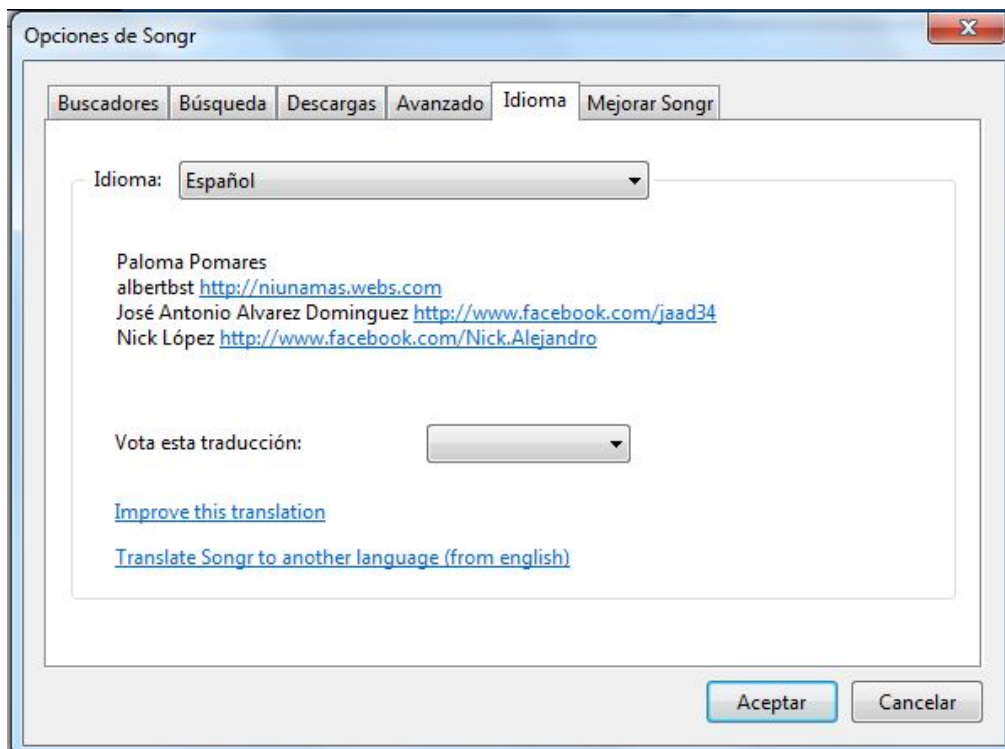 Opciones de Songr
Buscadores Búsqueda Descargas Avanzado Idioma Mejorar Songr
Idioma: Español
Paloma Pomares
albertbst http://niunamas.webs.com
José Antonio Alvarez Dominguez http://www.facebook.com/jaad34
Nick López http://www.facebook.com/Nick.Alejandro
Vota esta traducción:
Improve this translation
Translate Songr to another language (from english)
Aceptar Cancelar